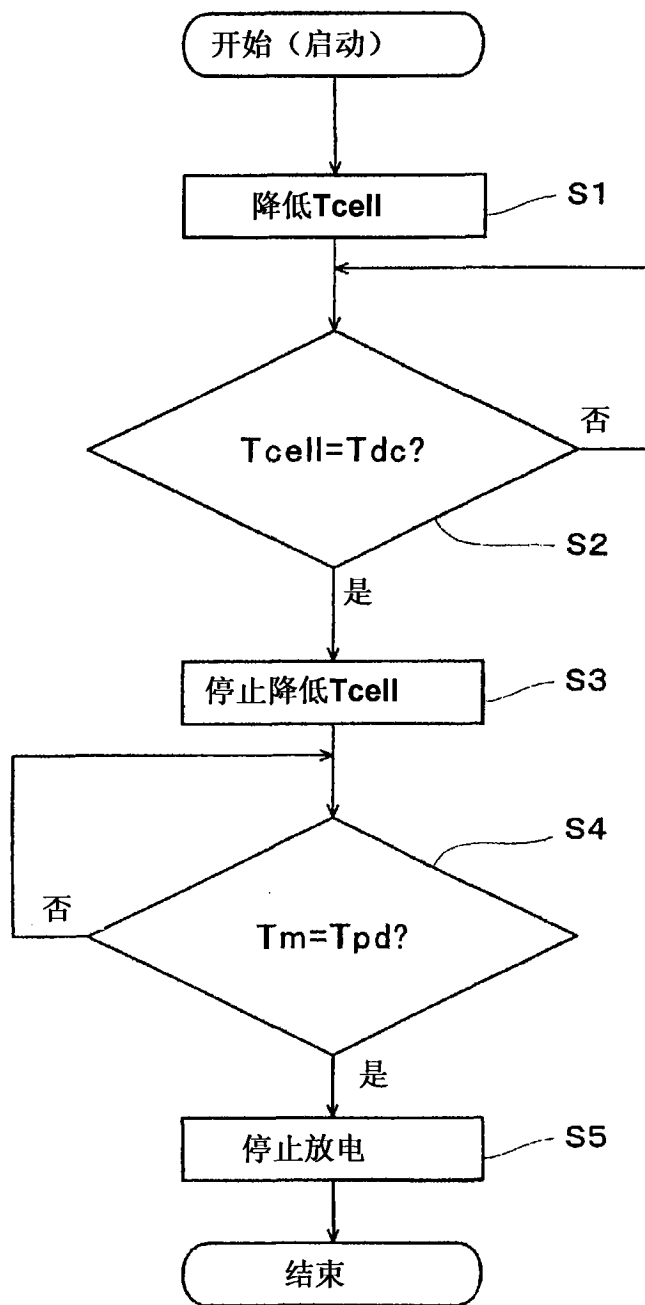 开始（启动）
降低Tcell
S1
Tcell=Tdc?
否
S2
是
停止降低Tcell
S3
S4
Tm=Tpd?
否
是
停止放电
S5
结束